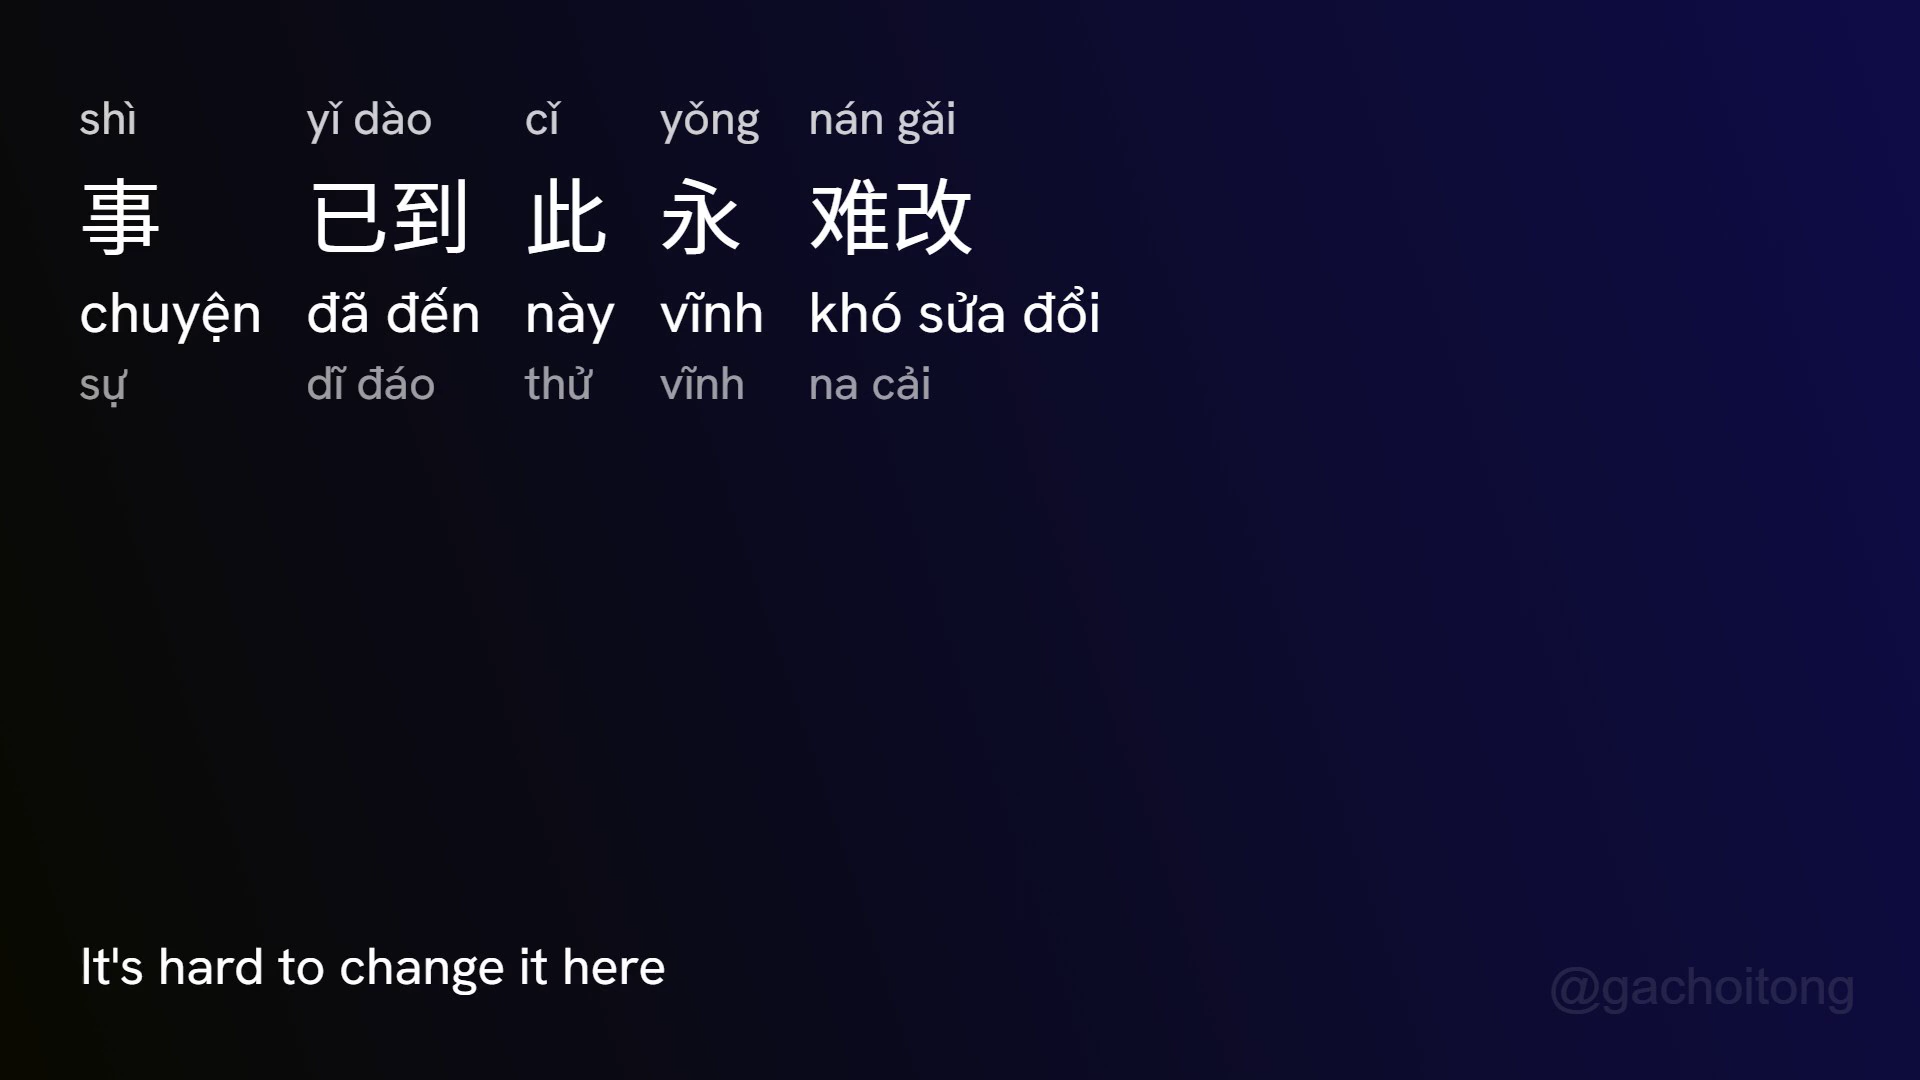 shì yǐ dào cǐ yǒng nán gǎi
事 已到 此 永 难改
chuyện đã đến này vĩnh khó sửa đổi
sự dĩ đáo thử vĩnh na cải
It's hard to change it here
@gachoitong